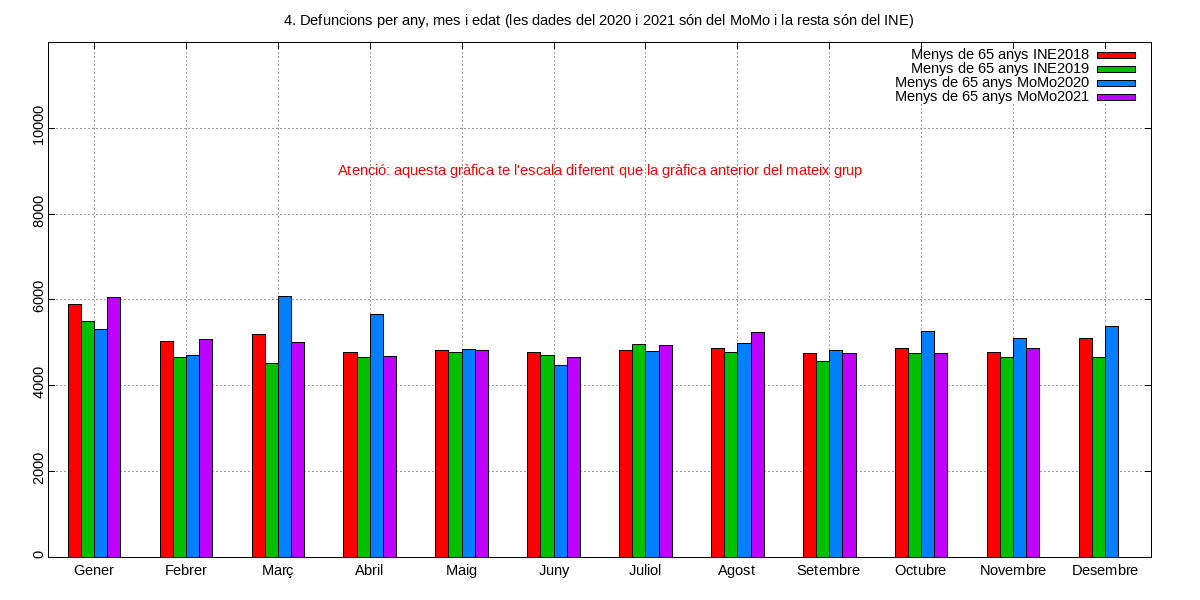 4. Defuncions per any, mes i edat (les dades del 2020 i 2021 són del MoMo i la resta són del INE)
Menys de 65 anys INE2018
Menys de 65 anys INE2019
Menys de 65 anys MoMo2020
Menys de 65 anys MoMo2021
Atenció: aquesta gràfica te l'escala diferent que la gràfica anterior del mateix grup
10000
8000
6000
4000
2000
0
Gener Febrer Març Abril Maig Juny Juliol Agost Setembre Octubre Novembre Desembre